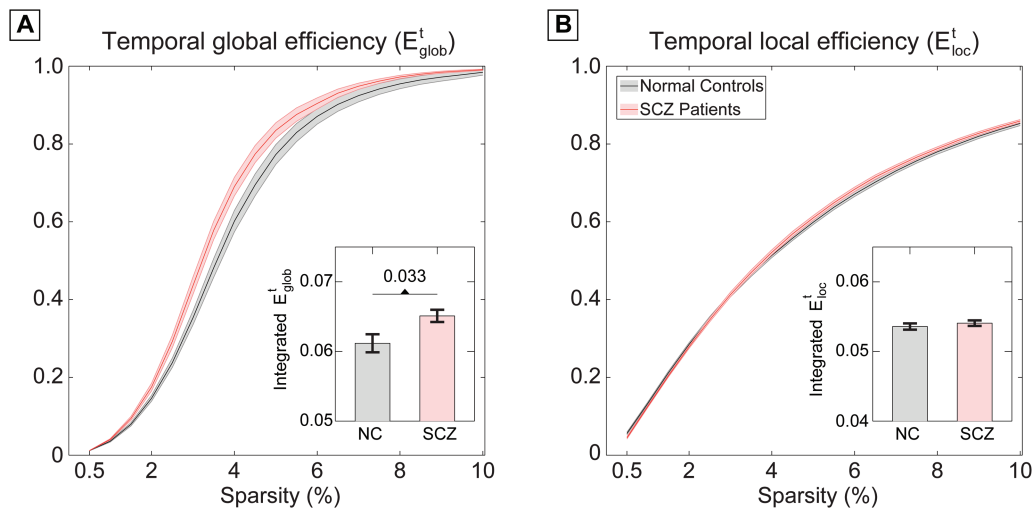 A
Temporal global efficiency (E^t_glob)
1.0
0.8
0.6
0.4
0.2
0
0.5
2
4
6
8
10
Sparsity (%)
Integrated E^t_glob
0.07
0.06
0.05
0.033
NC
SCZ
B
Temporal local efficiency (E^t_loc)
Normal Controls
SCZ Patients
1.0
0.8
0.6
0.4
0.2
0
0.5
2
4
6
8
10
Sparsity (%)
Integrated E^t_loc
0.06
0.05
0.04
NC
SCZ